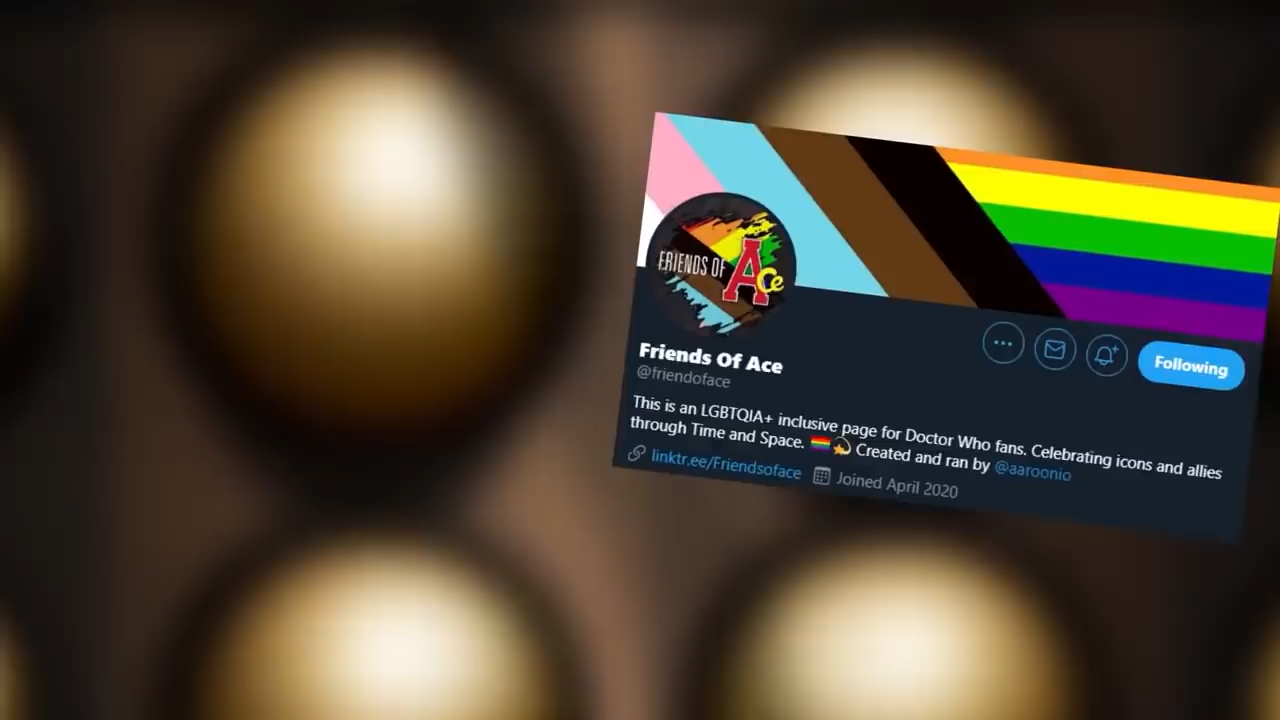 FRIENDS OF Ace
Friends Of Ace
@friendoface
Following
This is an LGBTQIA+ inclusive page for Doctor Who fans. Celebrating icons and allies
through Time and Space. 🏳️‍🌈💫 Created and ran by @aaroonio
linktr.ee/Friendsoface Joined April 2020